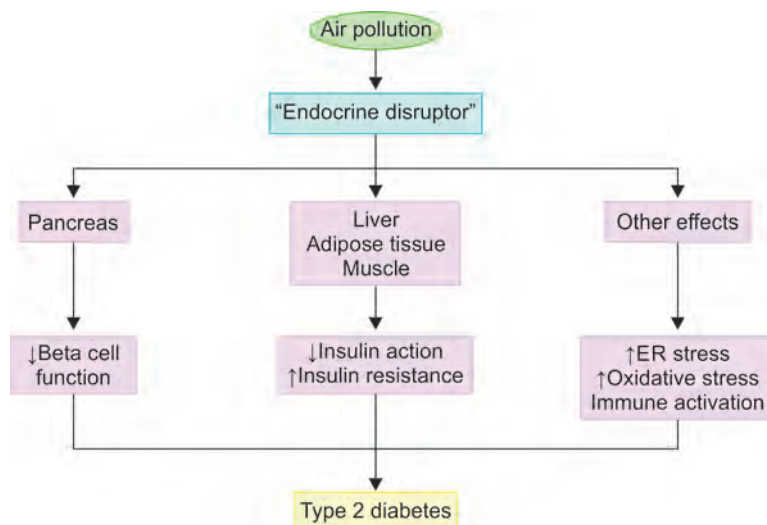 Air pollution
“Endocrine disruptor”
Pancreas
Liver
Adipose tissue
Muscle
Other effects
↓Beta cell
function
↓Insulin action
↑Insulin resistance
↑ER stress
↑Oxidative stress
Immune activation
Type 2 diabetes